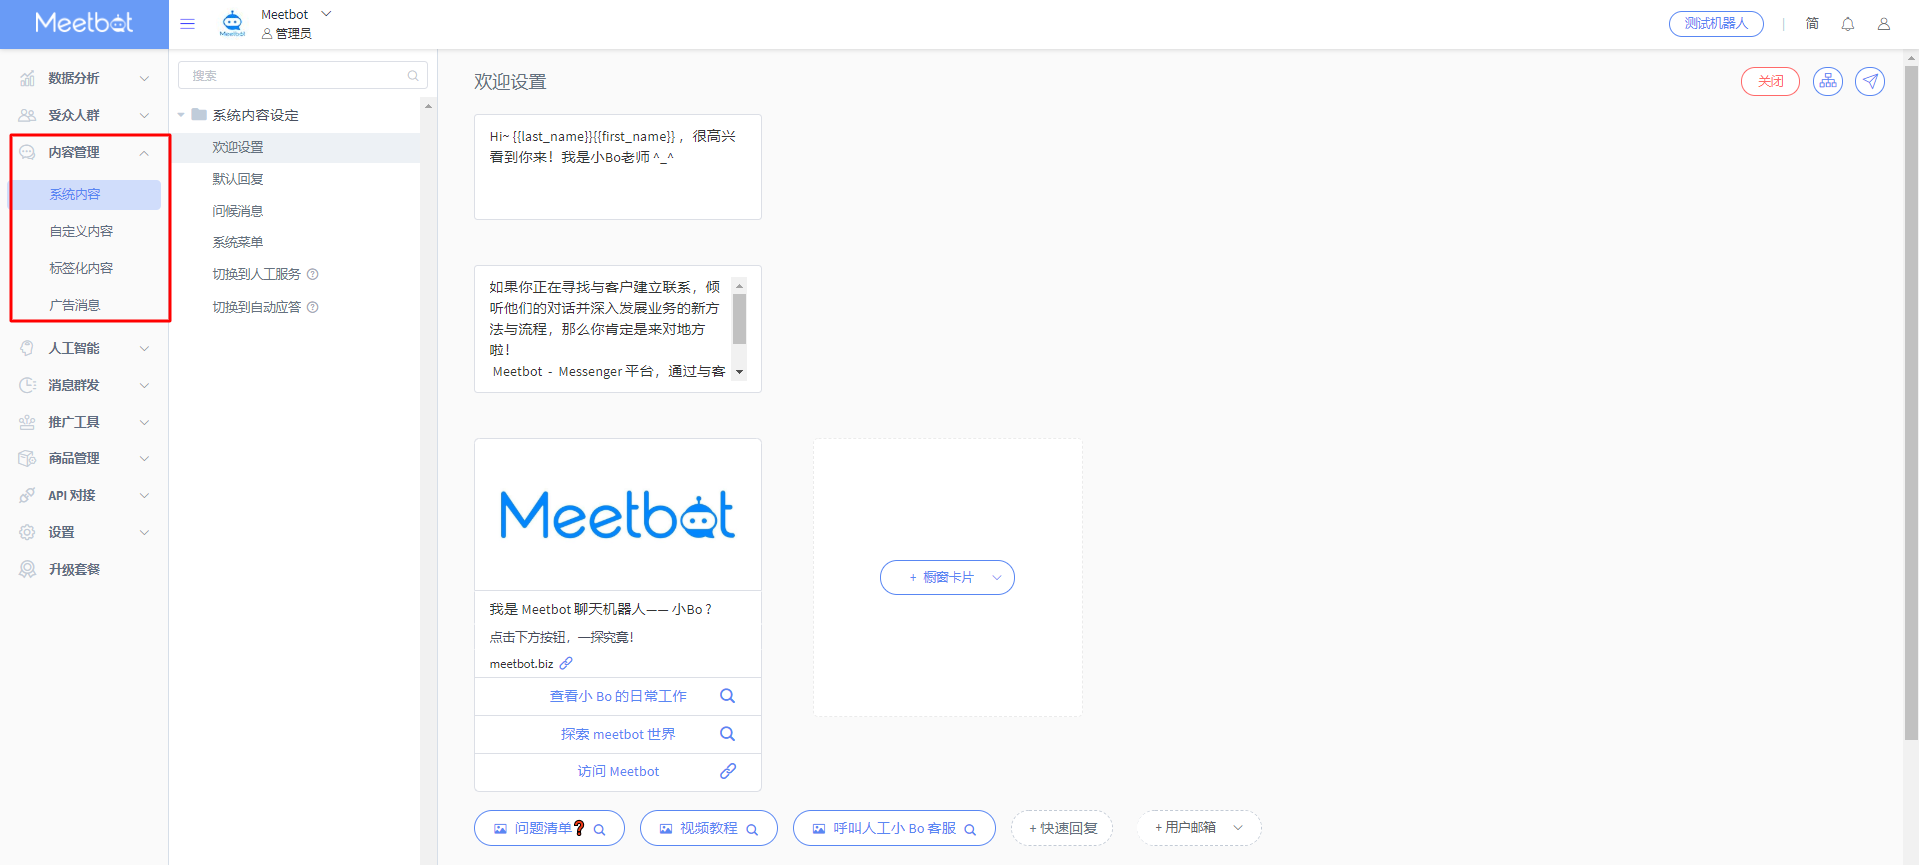 Meetbot
Meetbot
Meetbot
管理员
测试机器人
简
数据分析
受众人群
内容管理
系统内容
自定义内容
标签化内容
广告消息
人工智能
消息群发
推广工具
商品管理
API 对接
设置
升级套餐
搜索
系统内容设定
欢迎设置
默认回复
问候消息
系统菜单
切换到人工服务
切换到自动应答
欢迎设置
关闭
Hi~ {{last_name}}{{first_name}} ，很高兴
看到你来！我是小Bo老师 ^_^
如果你正在寻找与客户建立联系，倾
听他们的对话并深入发展业务的新方
法与流程，那么你肯定是来对地方
啦！
Meetbot - Messenger 平台，通过与客
Meetbot
我是 Meetbot 聊天机器人—— 小Bo ?
点击下方按钮，一探究竟！
meetbot.biz
查看小 Bo 的日常工作
探索 meetbot 世界
访问 Meetbot
+ 橱窗卡片
问题清单❓
视频教程
呼叫人工小 Bo 客服
+ 快速回复
+ 用户邮箱